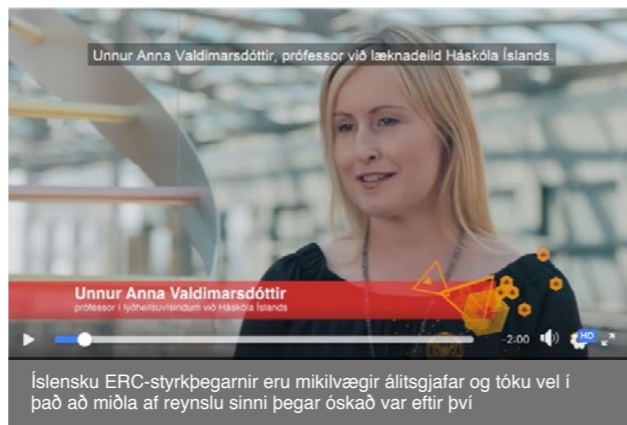 Unnur Anna Valdimarsdóttir, prófessor við læknadeild Háskóla Íslands.
Unnur Anna Valdimarsdóttir
prófessor í lýðheilsuvísindum við Háskóla Íslands
-2:00
HD
Íslensku ERC-styrkþegarnir eru mikilvægir álitsgjafar og tóku vel í
það að miðla af reynslu sinni þegar óskað var eftir því